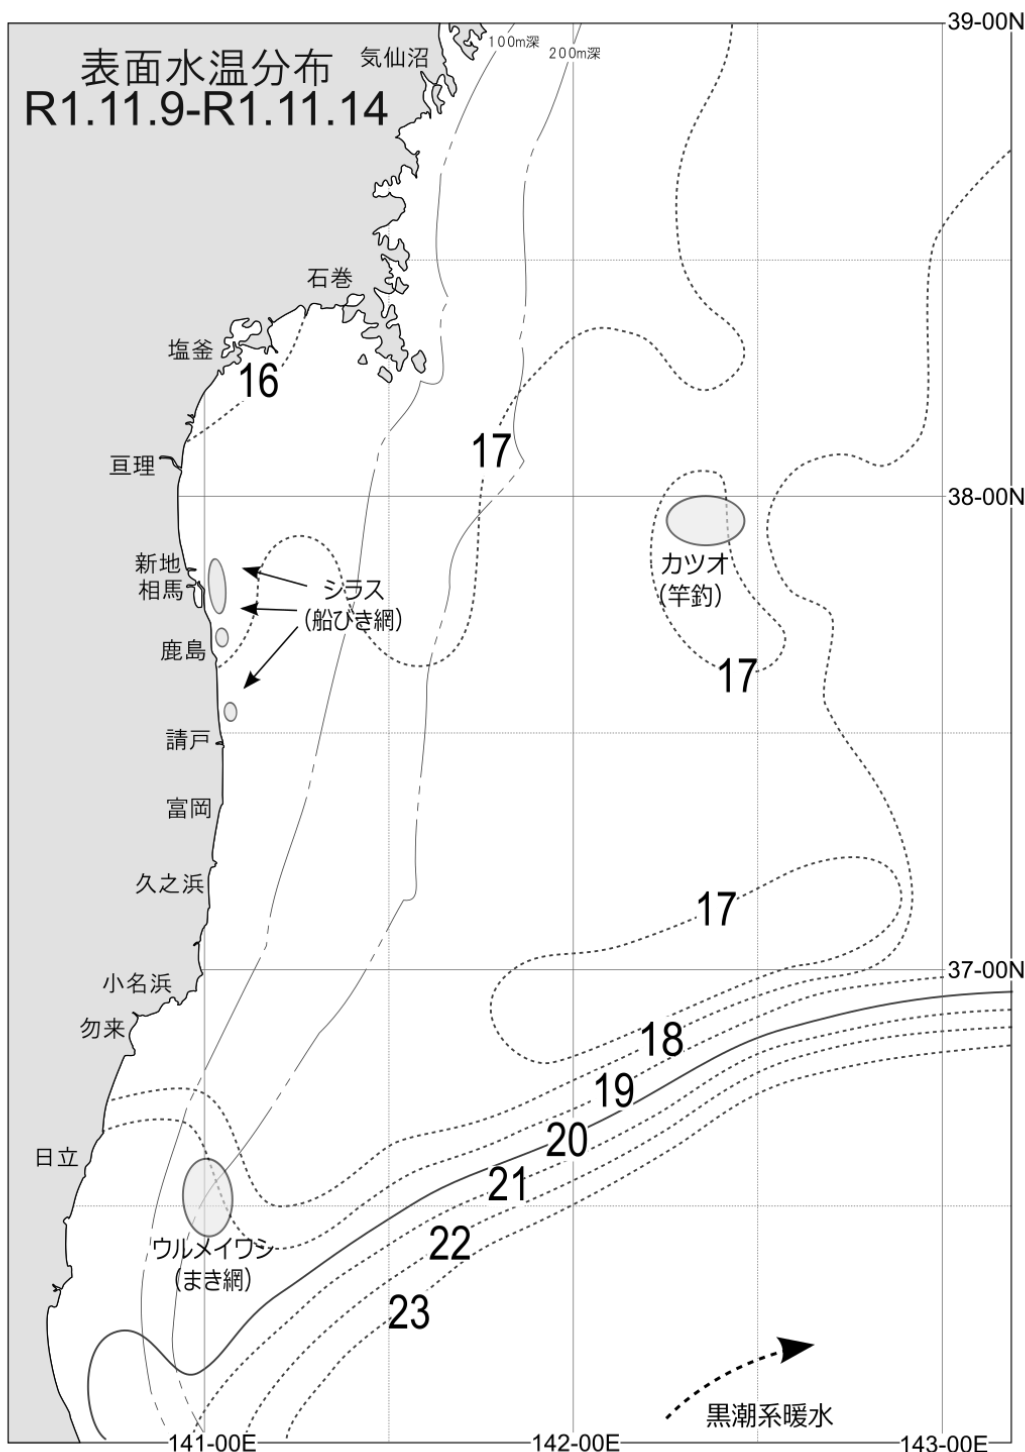 39-00N
100m深
200m深
表面水温分布
気仙沼
R1.11.9-R1.11.14
石巻
塩釜
16
17
亘理
38-00N
新地
カツオ
(竿釣)
相馬
シラス
(船びき網)
鹿島
17
請戸
富岡
久之浜
17
37-00N
小名浜
勿来
18
19
20
日立
21
22
ウルメイワシ
(まき網)
23
黒潮系暖水
141-00E
142-00E
143-00E